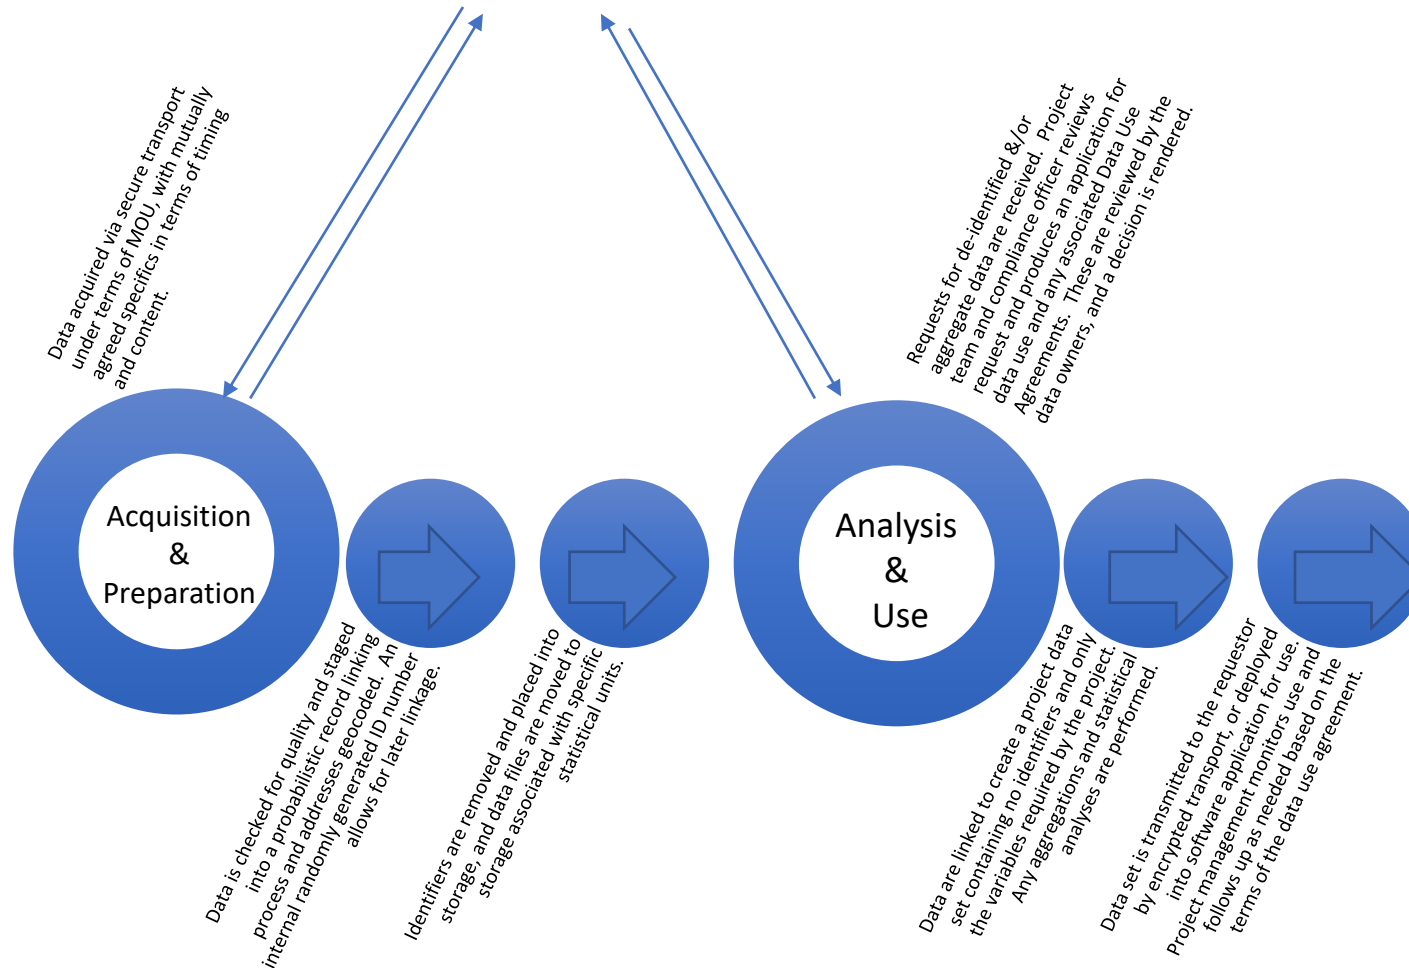 Data acquired via secure transport
under terms of MOU, with mutually
agreed specifics in terms of timing
and content.
Acquisition
&
Preparation
Data is checked for quality and staged
into a probabilistic record linking
process and addresses geocoded.  An
internal randomly generated ID number
allows for later linkage.
Identifiers are removed and placed into
storage, and data files are moved to
storage associated with specific
statistical units.
Requests for de-identified &/or
aggregate data are received.  Project
team and compliance officer reviews
request and produces an application for
data use and any associated Data Use
Agreements.  These are reviewed by the
data owners, and a decision is rendered.
Analysis
&
Use
Data are linked to create a project data
set containing no identifiers and only
the variables required by the project.
Any aggregations and statistical
analyses are performed.
Data set is transmitted to the requestor
by encrypted transport, or deployed
into software application for use.
Project management monitors use and
follows up as needed based on the
terms of the data use agreement.